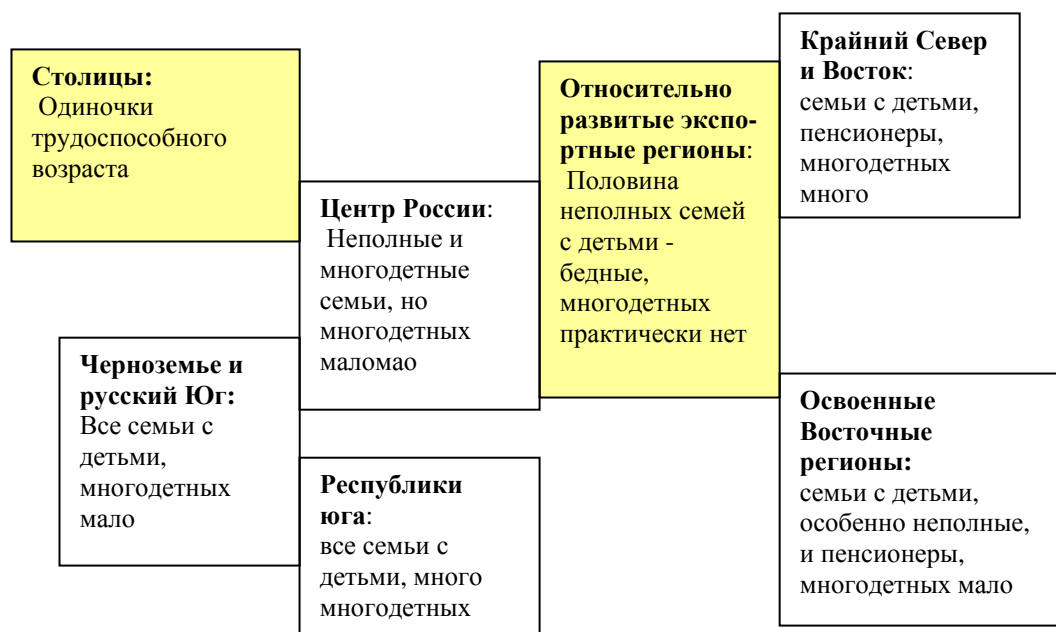 Столицы:
Одиночки
трудоспособного
возраста
Центр России:
Неполные и
многодетные
семьи, но
многодетных
маломао
Относительно
развитые экспо-
ртные регионы:
Половина
неполных семей
с детьми -
бедные,
многодетных
практически нет
Крайний Север
и Восток:
семьи с детьми,
пенсионеры,
многодетных
много
Черноземье и
русский Юг:
Все семьи с
детьми,
многодетных
мало
Республики
юга:
все семьи с
детьми, много
многодетных
Освоенные
Восточные
регионы:
семьи с детьми,
особенно неполные,
и пенсионеры,
многодетных мало